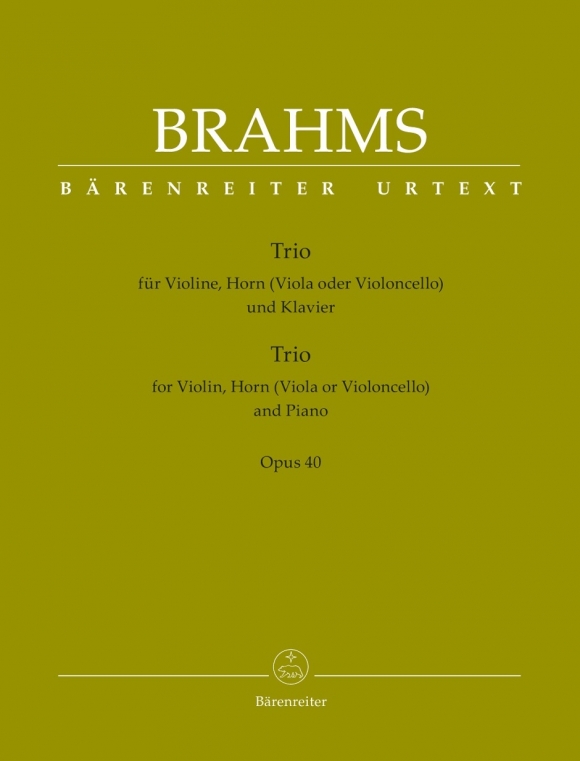 BRAHMS
BÄRENREITER URTEXT
Trio
für Violine, Horn (Viola oder Violoncello)
und Klavier
Trio
for Violin, Horn (Viola or Violoncello)
and Piano
Opus 40
Bärenreiter